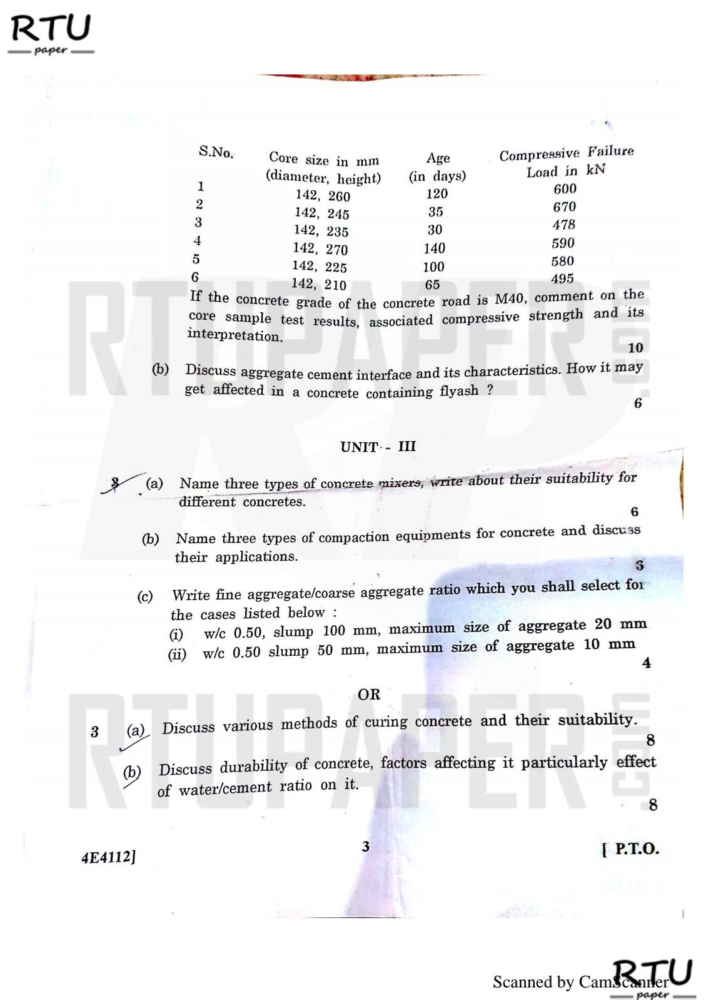 RTU
paper
S.No. Core size in mm Age Compressive Failure
(diameter, height) (in days) Load in kN
1 142, 260 120 600
2 142, 245 35 670
3 142, 235 30 478
4 142, 270 140 590
5 142, 225 100 580
6 142, 210 65 495
If the concrete grade of the concrete road is M40, comment on the
core sample test results, associated compressive strength and its
interpretation.
10
(b) Discuss aggregate cement interface and its characteristics. How it may
get affected in a concrete containing flyash ?
6
UNIT - III
3 (a) Name three types of concrete mixers, write about their suitability for
different concretes.
6
(b) Name three types of compaction equipments for concrete and discuss
their applications.
6
(c) Write fine aggregate/coarse aggregate ratio which you shall select for
the cases listed below :
(i) w/c 0.50, slump 100 mm, maximum size of aggregate 20 mm
(ii) w/c 0.50 slump 50 mm, maximum size of aggregate 10 mm
4
OR
3 (a) Discuss various methods of curing concrete and their suitability.
8
(b) Discuss durability of concrete, factors affecting it particularly effect
of water/cement ratio on it.
8
4E4112] 3 [ P.T.O.
RTUPAPER.com
RTUPAPER.com
Scanned by CamScanner
RTU
paper